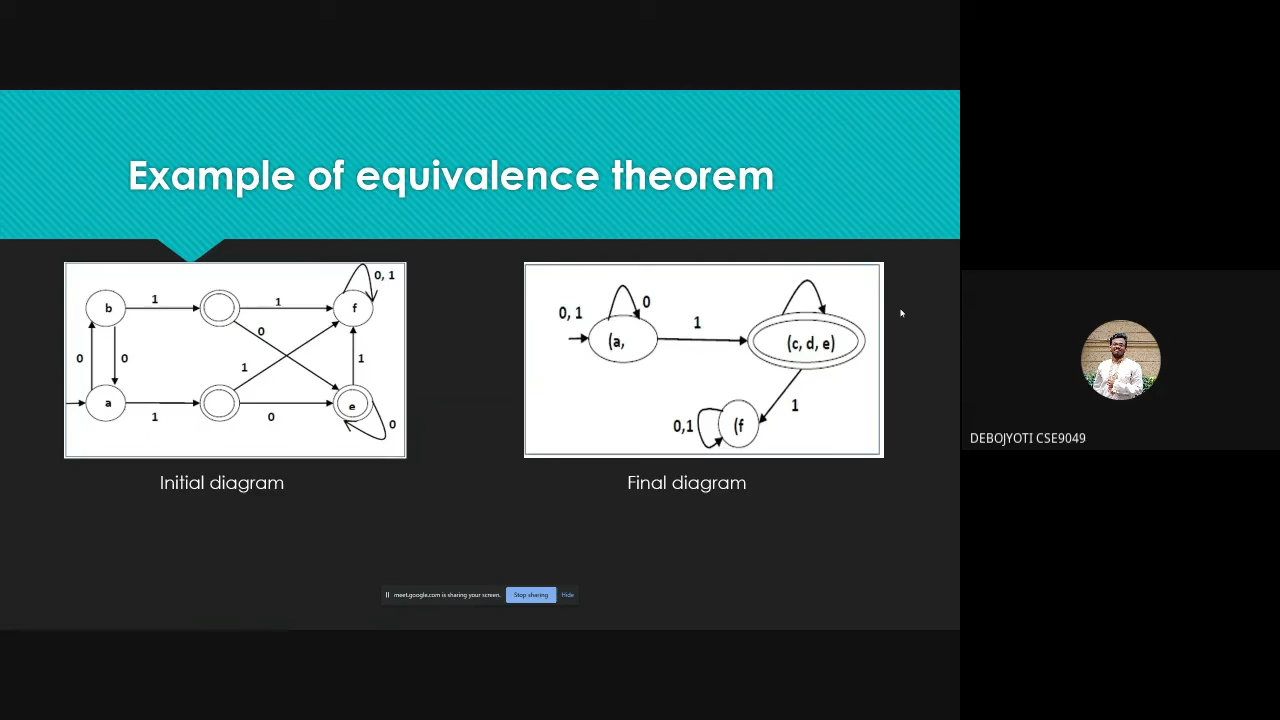 Example of equivalence theorem
0, 1
b
1
1
f
0
0
0
1
1
a
1
0
e
0
Initial diagram
0, 1
0
(a,
1
(c, d, e)
1
0,1
(f
Final diagram
meet.google.com is sharing your screen.
Stop sharing
Hide
DEBOJYOTI CSE9049